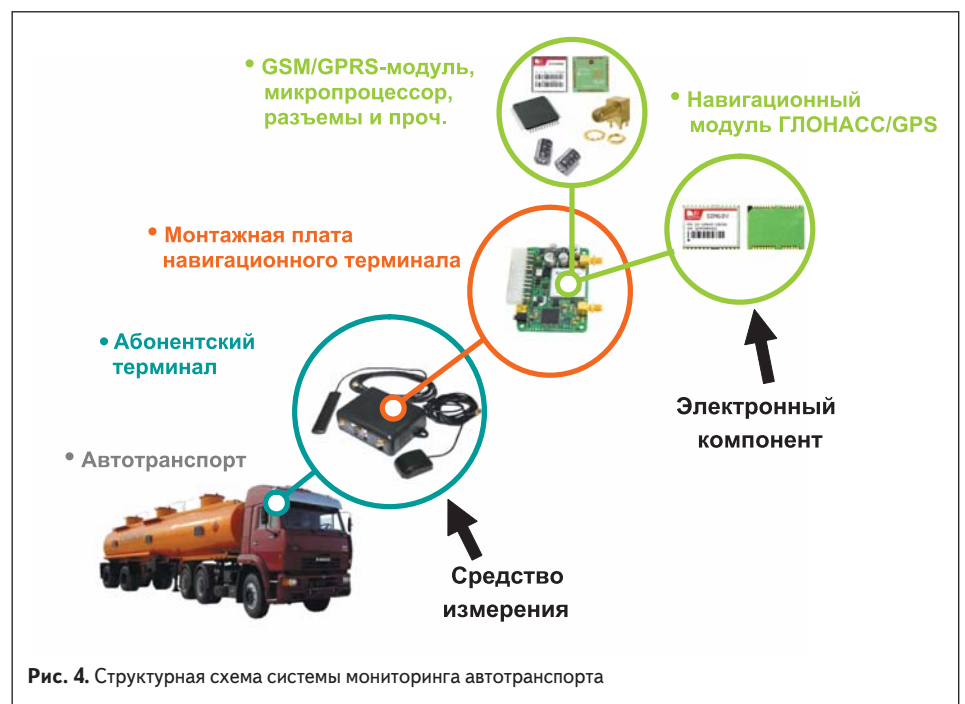 • GSM/GPRS-модуль,
микропроцессор,
разъемы и проч.
• Навигационный
модуль ГЛОНАСС/GPS
• Монтажная плата
навигационного терминала
• Абонентский
терминал
Электронный
компонент
• Автотранспорт
Средство
измерения
Рис. 4. Структурная схема системы мониторинга автотранспорта